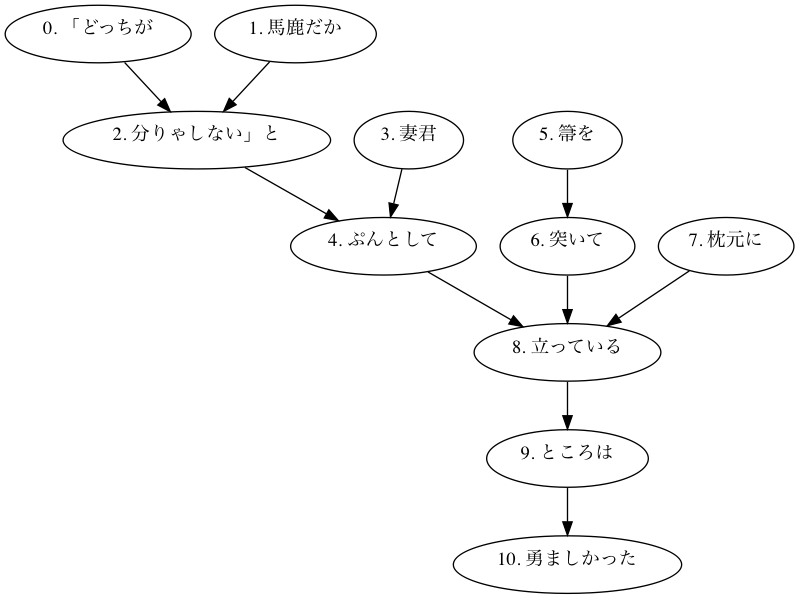 0. 「どっちが
1. 馬鹿だか
2. 分りゃしない」と
3. 妻君
4. ぷんとして
5. 箒を
6. 突いて
7. 枕元に
8. 立っている
9. ところは
10. 勇ましかった